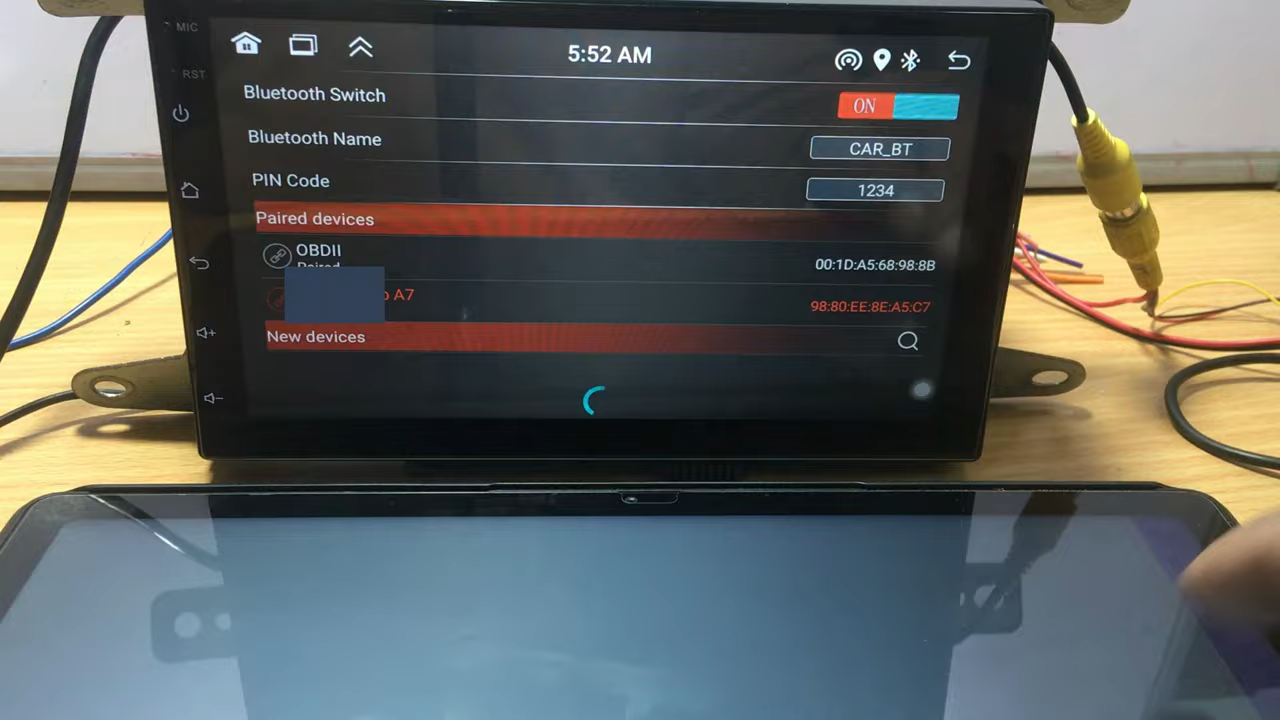 MIC
5:52 AM
RST
Bluetooth Switch
ON
Bluetooth Name
CAR_BT
PIN Code
1234
Paired devices
OBDII
Paired
00:1D:A5:68:98:8B
A7
98:80:EE:8E:A5:C7
New devices